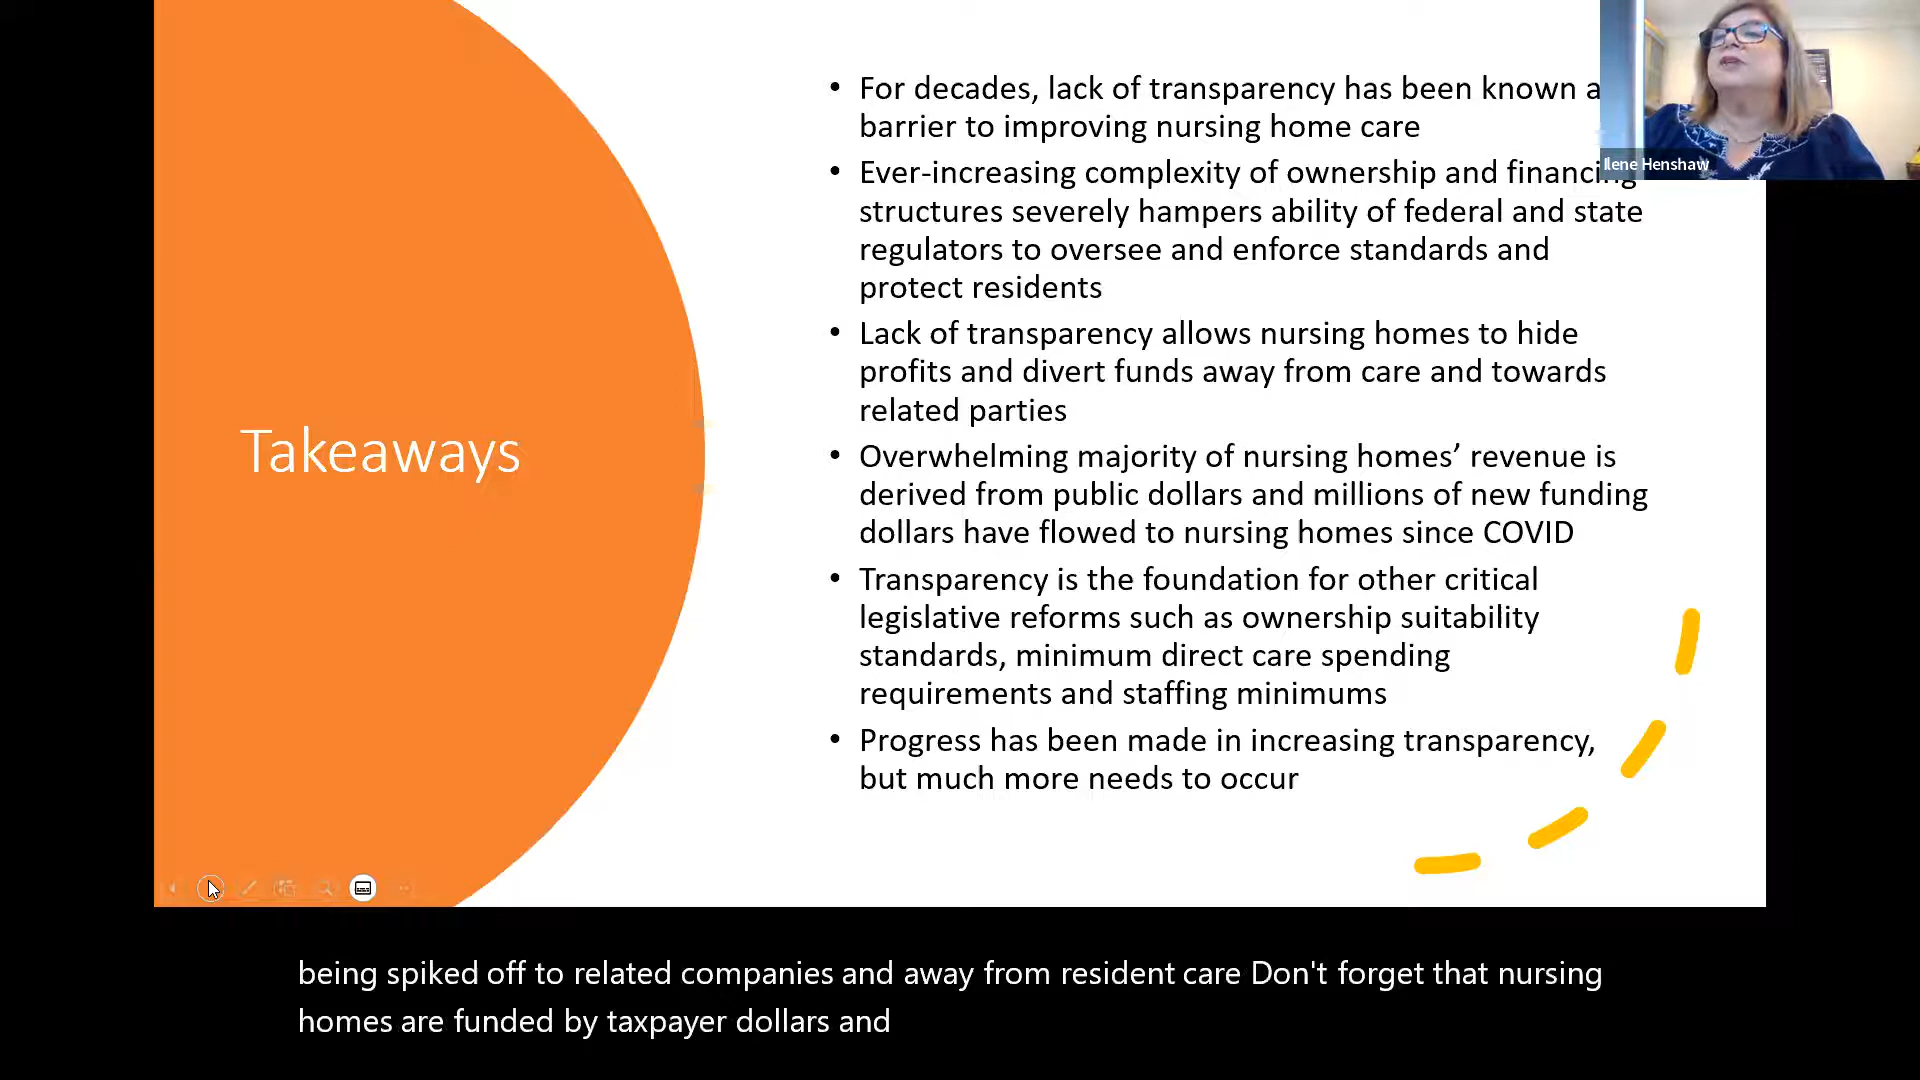 Takeaways
• For decades, lack of transparency has been known a
barrier to improving nursing home care
• Ever-increasing complexity of ownership and financing
structures severely hampers ability of federal and state
regulators to oversee and enforce standards and
protect residents
• Lack of transparency allows nursing homes to hide
profits and divert funds away from care and towards
related parties
• Overwhelming majority of nursing homes’ revenue is
derived from public dollars and millions of new funding
dollars have flowed to nursing homes since COVID
• Transparency is the foundation for other critical
legislative reforms such as ownership suitability
standards, minimum direct care spending
requirements and staffing minimums
• Progress has been made in increasing transparency,
but much more needs to occur
Ilene Henshaw
being spiked off to related companies and away from resident care Don't forget that nursing
homes are funded by taxpayer dollars and